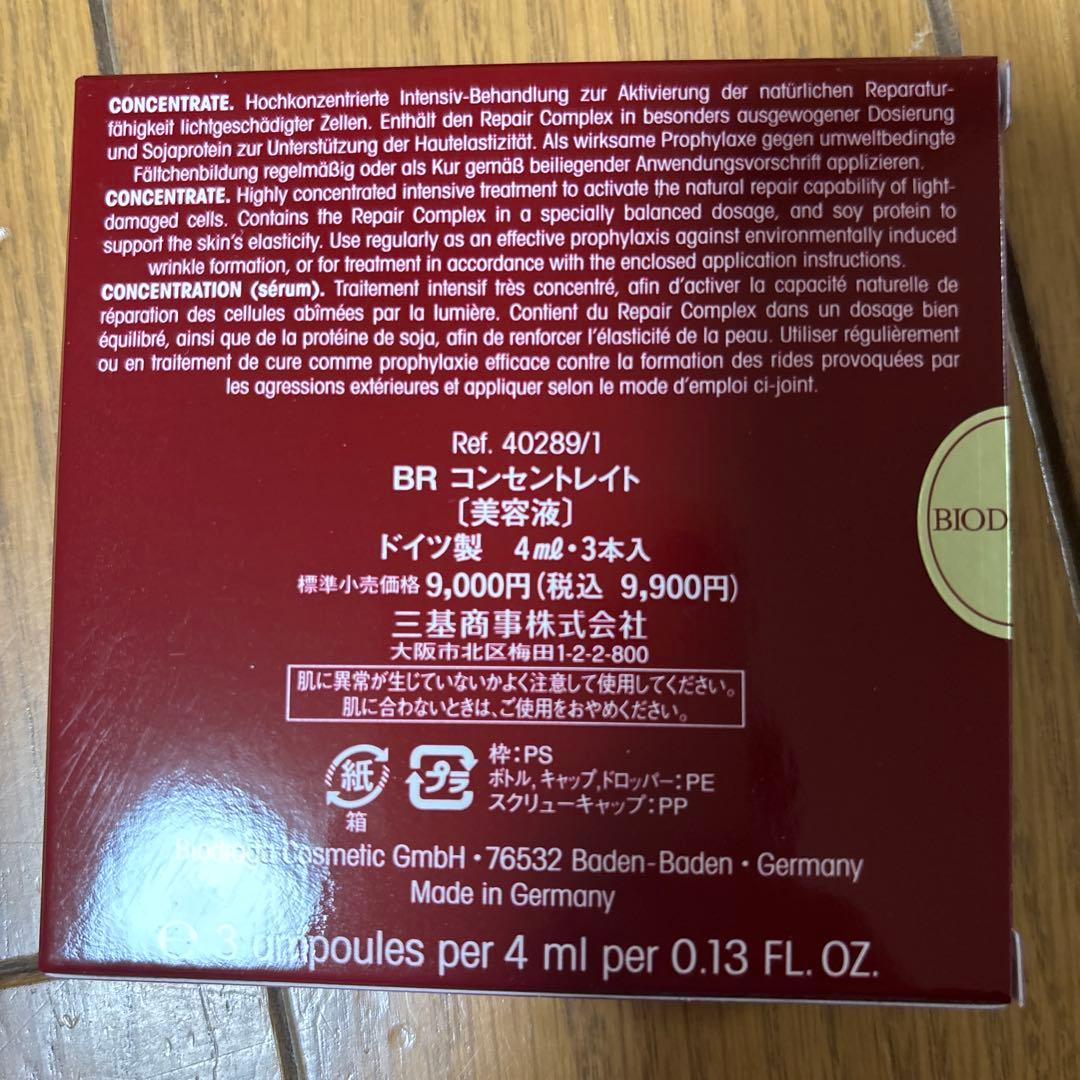 CONCENTRATE. Hochkonzentrierte Intensiv-Behandlung zur Aktivierung der natürlichen Reparatur-
fähigkeit lichtgeschädigter Zellen. Enthält den Repair Complex in besonders ausgewogener Dosierung
und Sojaprotein zur Unterstützung der Hautelastizität. Als wirksame Prophylaxe gegen umweltbedingte
Fältchenbildung regelmäßig oder als Kur gemäß beiliegender Anwendungsvorschrift applizieren.
CONCENTRATE. Highly concentrated intensive treatment to activate the natural repair capability of light-
damaged cells. Contains the Repair Complex in a specially balanced dosage, and soy protein to
support the skin's elasticity. Use regularly as an effective prophylaxis against environmentally induced
wrinkle formation, or for treatment in accordance with the enclosed application instructions.
CONCENTRATION (sérum). Traitement intensif très concentré, afin d'activer la capacité naturelle de
réparation des cellules abîmées par la lumière. Contient du Repair Complex dans un dosage bien
équilibré, ainsi que de la protéine de soja, afin de renforcer l'élasticité de la peau. Utiliser régulièrement
ou en traitement de cure comme prophylaxie efficace contre la formation des rides provoquées par
les agressions extérieures et appliquer selon le mode d'emploi ci-joint.
Ref. 40289/1
BR コンセントレイト
〔美容液〕
ドイツ製 4ml・3本入
標準小売価格 9,000円(税込 9,900円)
三基商事株式会社
大阪市北区梅田1-2-2-800
肌に異常が生じていないかよく注意して使用してください。
肌に合わないときは、ご使用をおやめください。
BIOD
紙
箱
プラ
枠:PS
ボトル,キャップ,ドロッパー:PE
スクリューキャップ:PP
Biodroga Cosmetic GmbH • 76532 Baden-Baden • Germany
Made in Germany
℮ 3 ampoules per 4 ml per 0.13 FL. OZ.